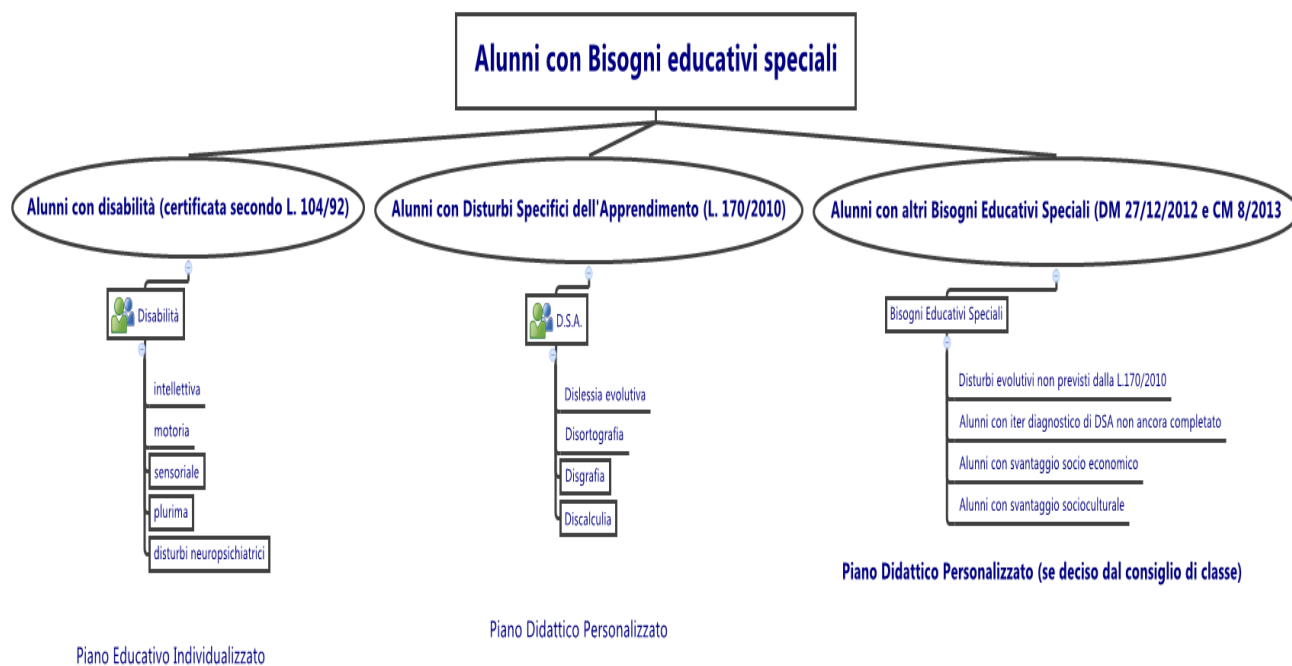 Alunni con Bisogni educativi speciali
Alunni con disabilità (certificata secondo L. 104/92)
Disabilità
intellettiva
motoria
sensoriale
plurima
disturbi neuropsichiatrici
Piano Educativo Individualizzato
Alunni con Disturbi Specifici dell'Apprendimento (L. 170/2010)
D.S.A.
Dislessia evolutiva
Disortografia
Disgrafia
Discalculia
Piano Didattico Personalizzato
Alunni con altri Bisogni Educativi Speciali (DM 27/12/2012 e CM 8/2013
Bisogni Educativi Speciali
Disturbi evolutivi non previsti dalla L.170/2010
Alunni con iter diagnostico di DSA non ancora completato
Alunni con svantaggio socio economico
Alunni con svantaggio socioculturale
Piano Didattico Personalizzato (se deciso dal consiglio di classe)